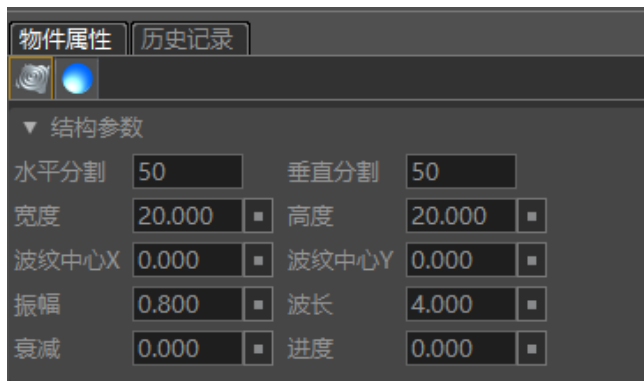 物件属性 历史记录
▼ 结构参数
水平分割 50 垂直分割 50
宽度 20.000 高度 20.000
波纹中心X 0.000 波纹中心Y 0.000
振幅 0.800 波长 4.000
衰减 0.000 进度 0.000